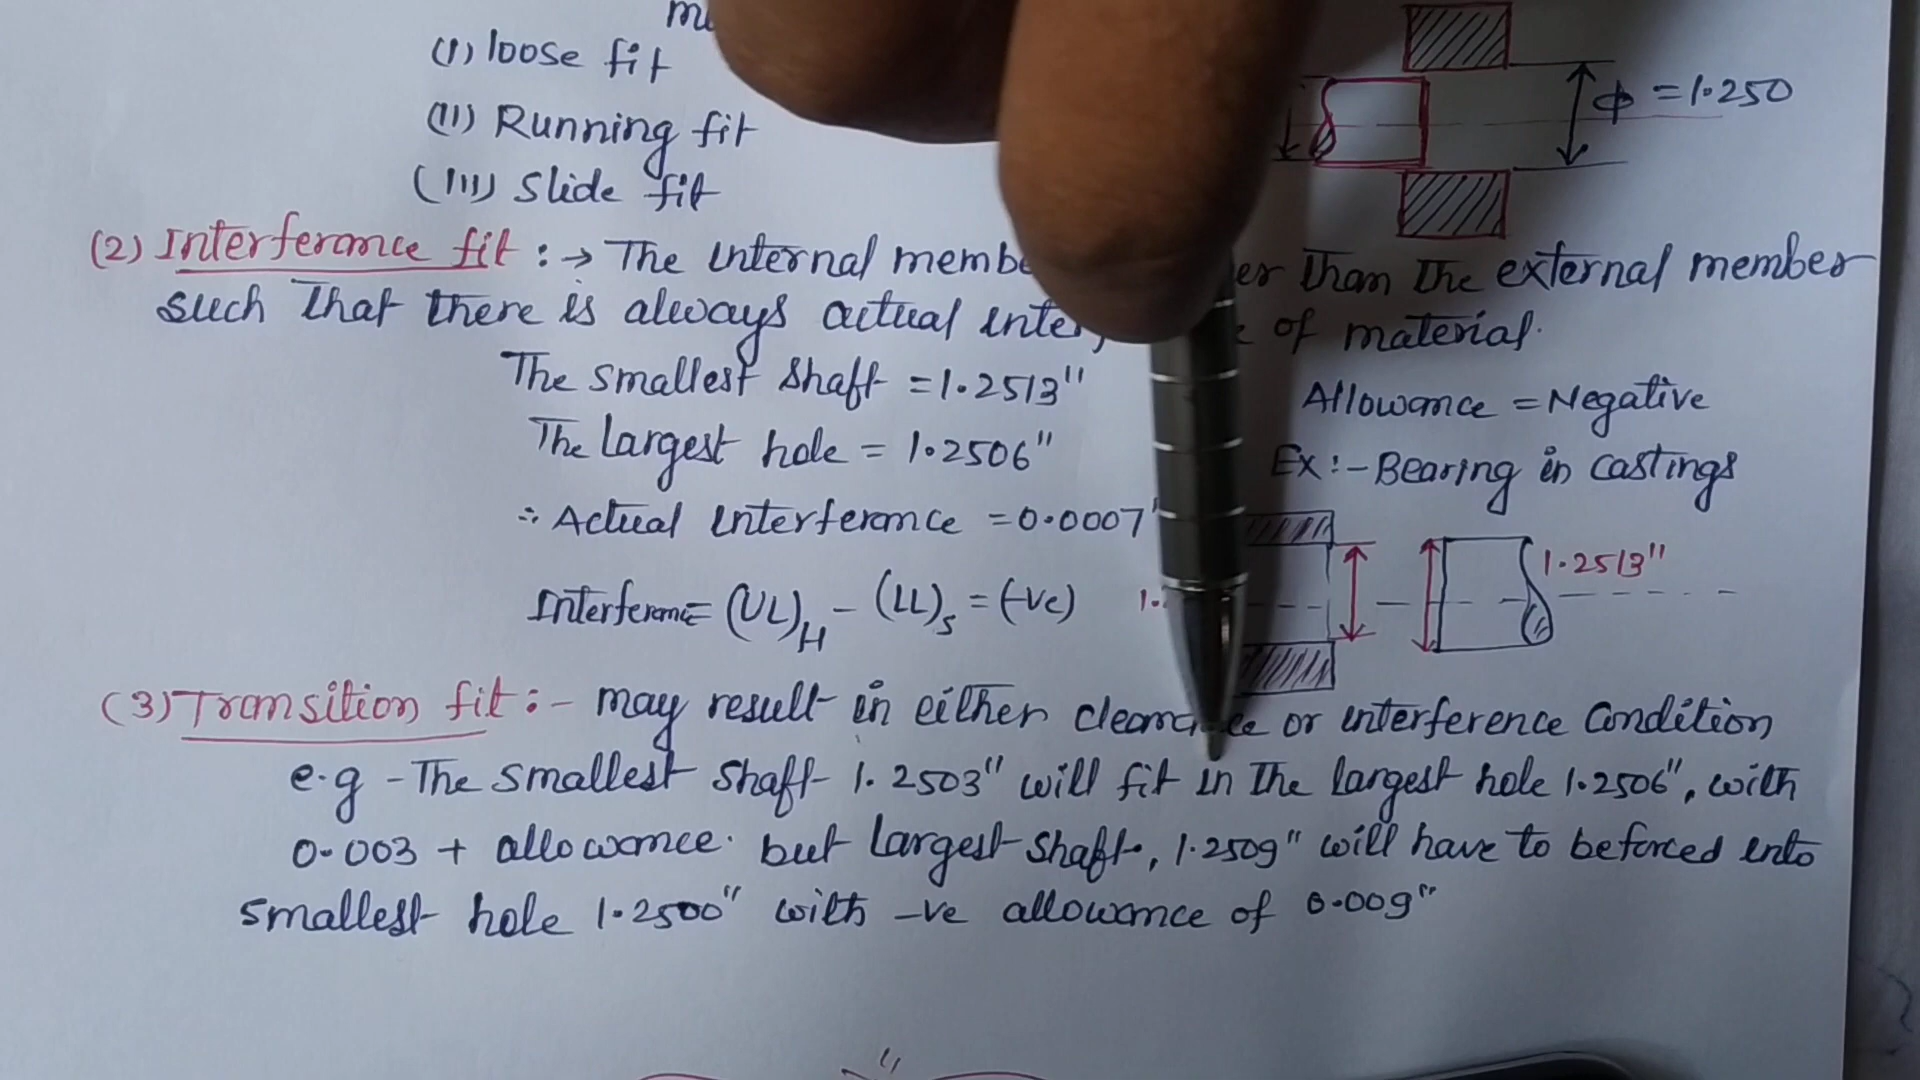 (I) loose fit
(II) Running fit
(III) Slide fit
ϕ = 1.250
(2) Interference fit :→ The internal than the external member
such that there is always actual of material.
The smallest shaft = 1.2513"
The largest hole = 1.2506"
∴ Actual interference = 0.0007"
Interference = (UL)H - (LL)s = (-ve)
Allowance = Negative
Ex :- Bearing in castings
1.2513"
(3) Transition fit :- may result in either clearance or interference condition
e.g - The smallest shaft 1.2503" will fit in the largest hole 1.2506", with
0.003 + allowance. but largest shaft, 1.2509" will have to beforced into
smallest hole 1.2500" with -ve allowance of 0.009"